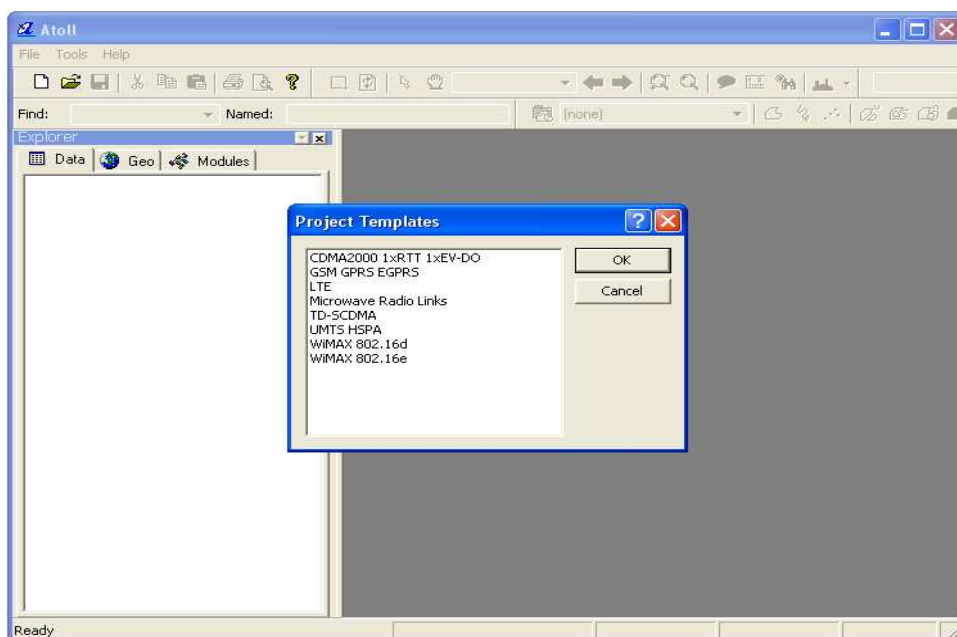 Atoll
File Tools Help
Find: Named: (none)
Explorer
Data Geo Modules
Project Templates
CDMA2000 1xRTT 1xEV-DO
GSM GPRS EGPRS
LTE
Microwave Radio Links
TD-SCDMA
UMTS HSPA
WiMAX 802.16d
WiMAX 802.16e
OK
Cancel
Ready